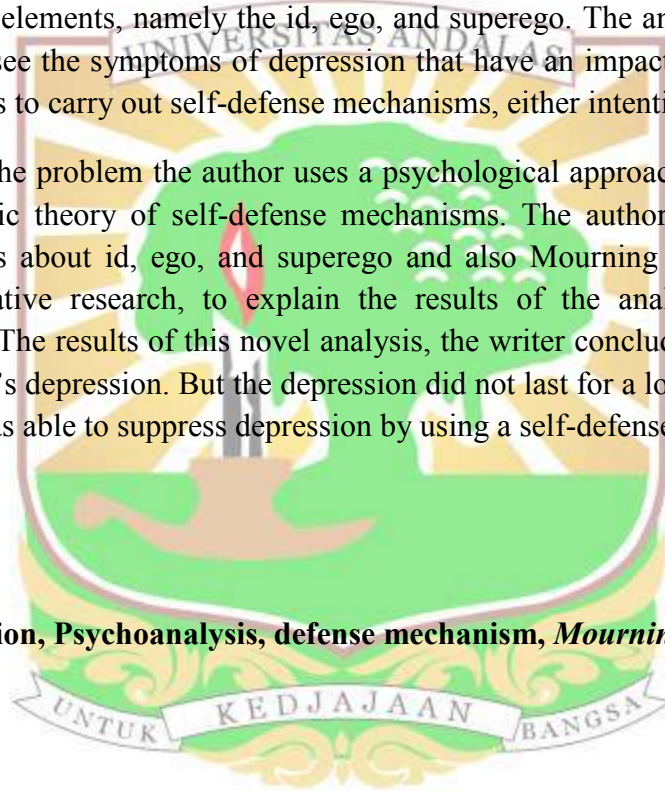 elements, namely the id, ego, and superego. The an
UNIVERSITAS ANDALAS
see the symptoms of depression that have an impact
s to carry out self-defense mechanisms, either intenti
he problem the author uses a psychological approac
ic theory of self-defense mechanisms. The author
s about id, ego, and superego and also Mourning
ative research, to explain the results of the anal
The results of this novel analysis, the writer conclud
's depression. But the depression did not last for a lo
as able to suppress depression by using a self-defense
ion, Psychoanalysis, defense mechanism, Mournin
UNTUK KEDJAJAAN BANGSA